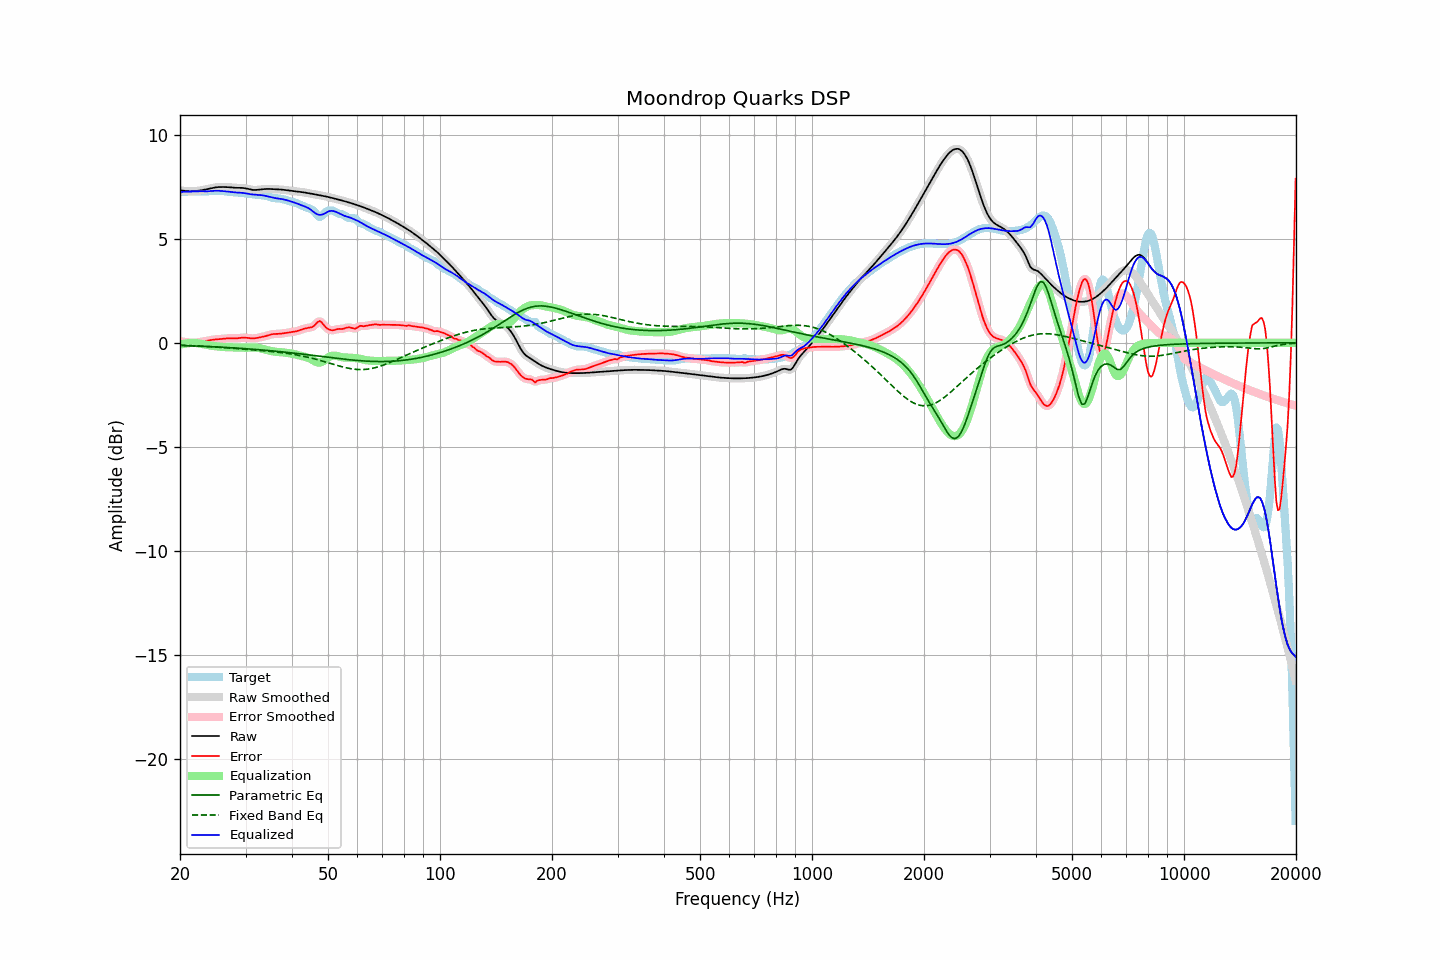 Moondrop Quarks DSP
Amplitude (dBr)
10
5
0
−5
−10
−15
−20
Target
Raw Smoothed
Error Smoothed
Raw
Error
Equalization
Parametric Eq
Fixed Band Eq
Equalized
20 50 100 200 500 1000 2000 5000 10000 20000
Frequency (Hz)